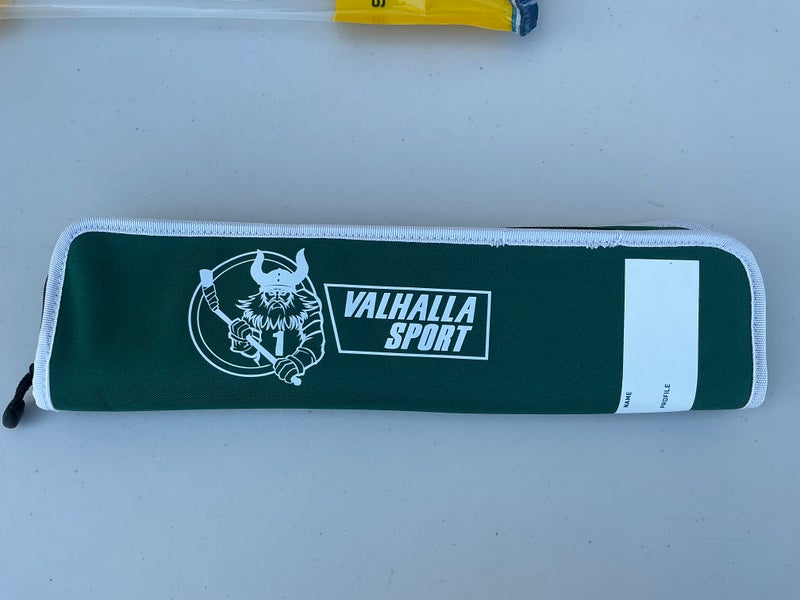 1
VALHALLA
SPORT
NAME
PROFILE